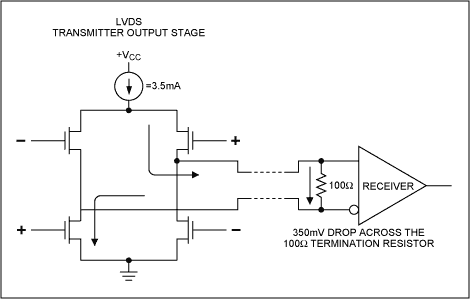 LVDS
TRANSMITTER OUTPUT STAGE
+VCC
=3.5mA
– +
100Ω
RECEIVER
+ –
350mV DROP ACROSS THE
100Ω TERMINATION RESISTOR